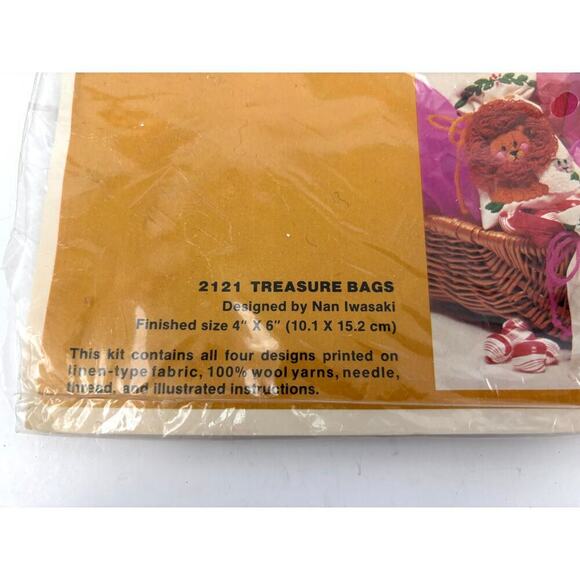 2121 TREASURE BAGS
Designed by Nan Iwasaki
Finished size 4" X 6" (10.1 X 15.2 cm)
This kit contains all four designs printed on
linen-type fabric, 100% wool yarns, needle,
thread, and illustrated instructions.